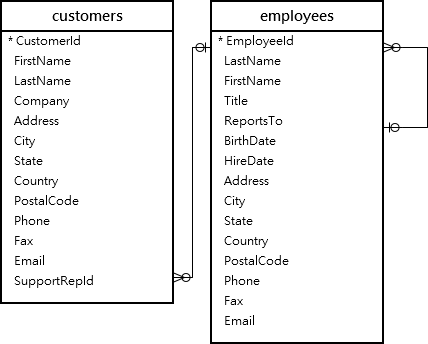 customers
* CustomerId
FirstName
LastName
Company
Address
City
State
Country
PostalCode
Phone
Fax
Email
SupportRepId
employees
* EmployeeId
LastName
FirstName
Title
ReportsTo
BirthDate
HireDate
Address
City
State
Country
PostalCode
Phone
Fax
Email